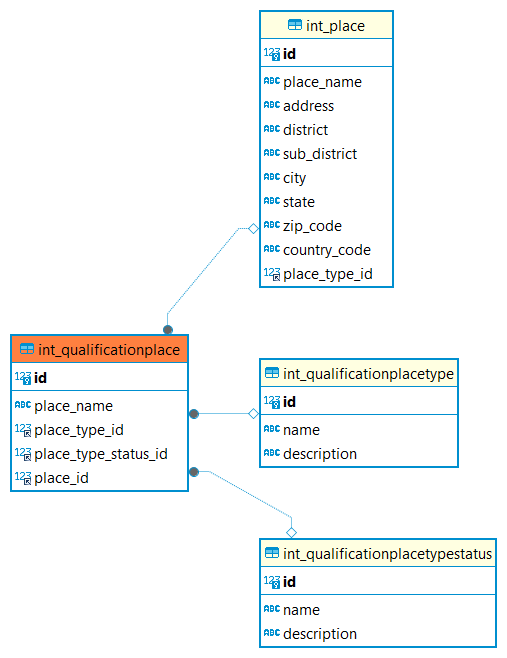 int_place
123 id
ABC place_name
ABC address
ABC district
ABC sub_district
ABC city
ABC state
ABC zip_code
ABC country_code
123 place_type_id
int_qualificationplace
123 id
ABC place_name
123 place_type_id
123 place_type_status_id
123 place_id
int_qualificationplacetype
123 id
ABC name
ABC description
int_qualificationplacetypestatus
123 id
ABC name
ABC description